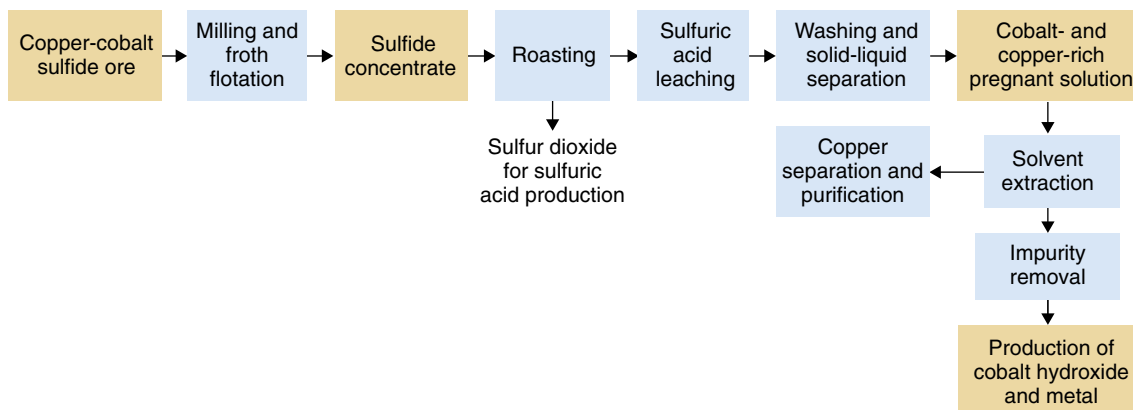 Copper-cobalt
sulfide ore
Milling and
froth
flotation
Sulfide
concentrate
Roasting
Sulfuric
acid
leaching
Washing and
solid-liquid
separation
Cobalt- and
copper-rich
pregnant solution
Sulfur dioxide
for sulfuric
acid production
Copper
separation and
purification
Solvent
extraction
Impurity
removal
Production of
cobalt hydroxide
and metal